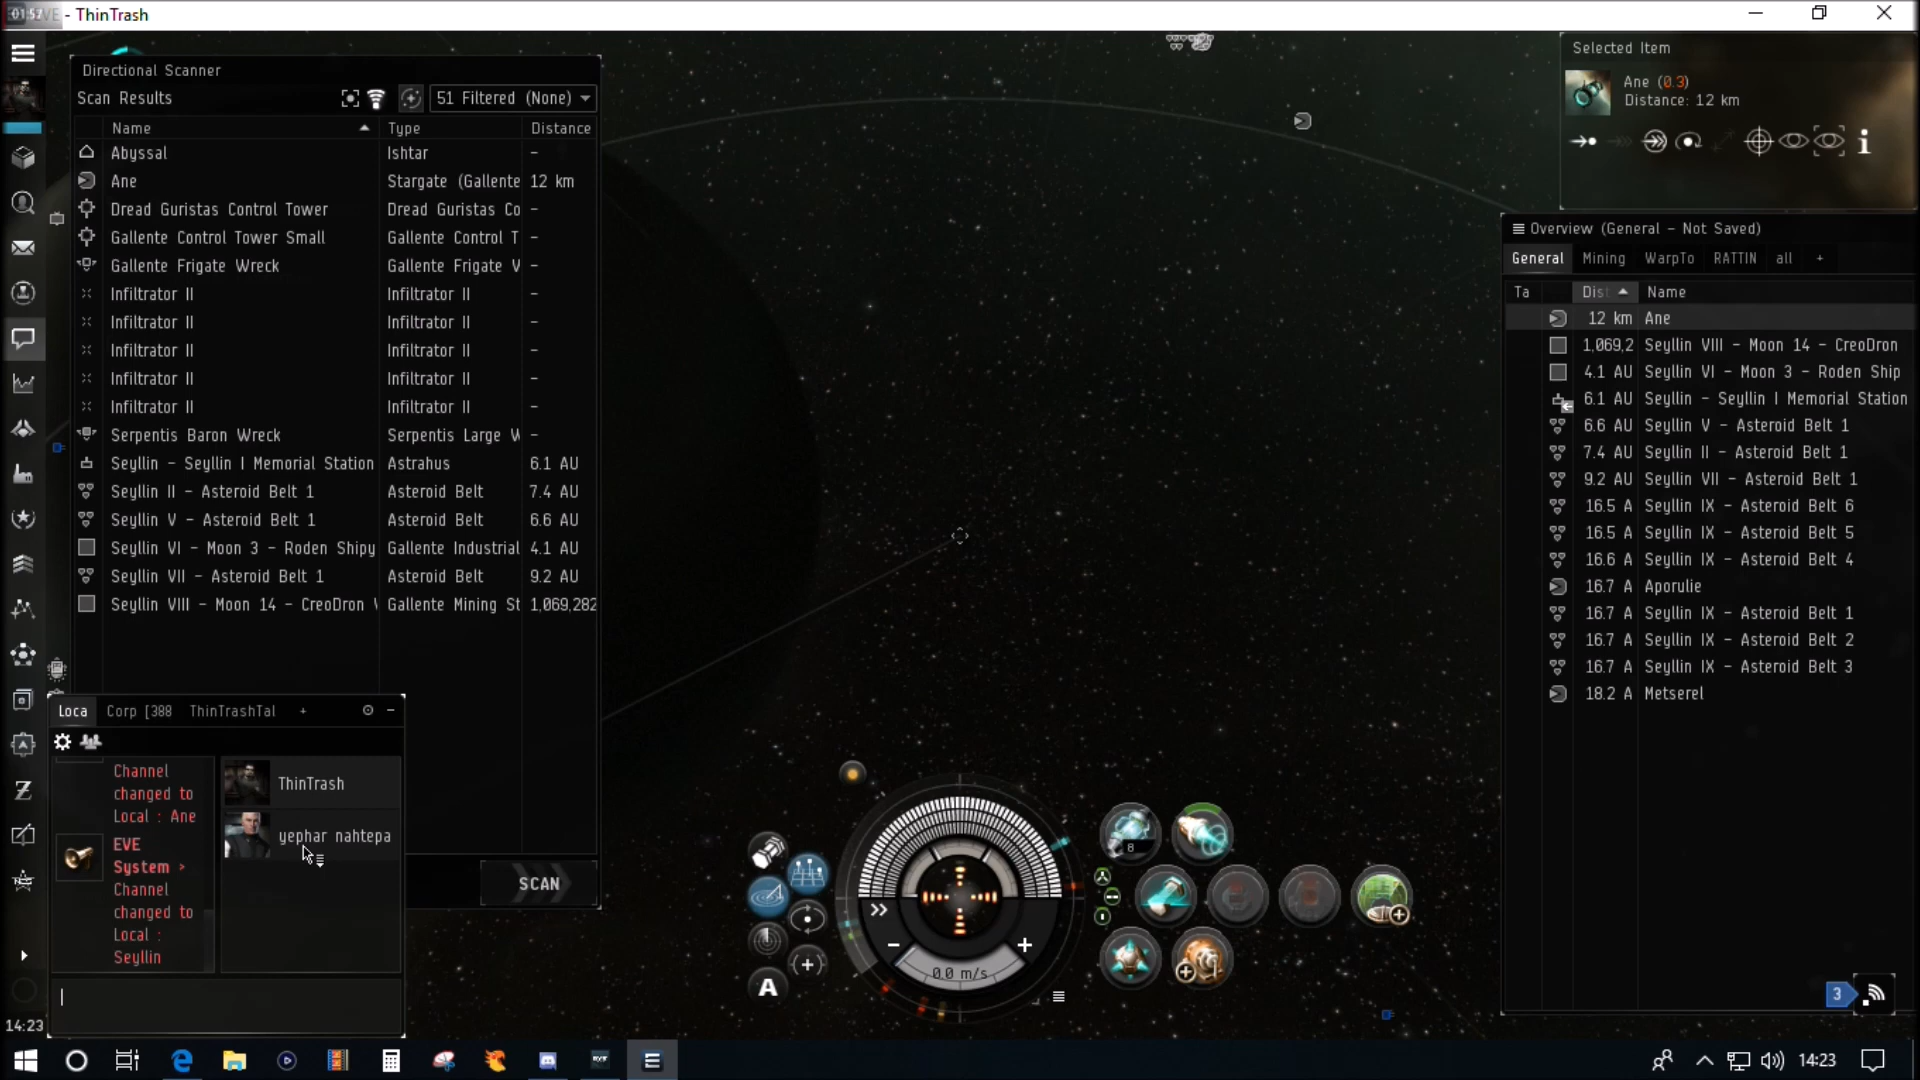 EVE - ThinTrash
01:57
Directional Scanner
Scan Results
51 Filtered (None)
Name Type Distance
Abyssal Ishtar -
Ane Stargate (Gallente 12 km
Dread Guristas Control Tower Dread Guristas Co -
Gallente Control Tower Small Gallente Control T -
Gallente Frigate Wreck Gallente Frigate W -
Infiltrator II Infiltrator II -
Infiltrator II Infiltrator II -
Infiltrator II Infiltrator II -
Infiltrator II Infiltrator II -
Infiltrator II Infiltrator II -
Serpentis Baron Wreck Serpentis Large W -
Seyllin - Seyllin I Memorial Station Astrahus 6.1 AU
Seyllin II - Asteroid Belt 1 Asteroid Belt 7.4 AU
Seyllin V - Asteroid Belt 1 Asteroid Belt 6.6 AU
Seyllin VI - Moon 3 - Roden Shipy Gallente Industrial 4.1 AU
Seyllin VII - Asteroid Belt 1 Asteroid Belt 9.2 AU
Seyllin VIII - Moon 14 - CreoDron Gallente Mining St 1,069,282
SCAN
Loca Corp [388 ThinTrashTal +
Channel
changed to
Local : Ane
EVE
System >
Channel
changed to
Local :
Seyllin
ThinTrash
yephar nahtepa
14:23
Selected Item
Ane (0.3)
Distance: 12 km
Overview (General - Not Saved)
General Mining WarpTo RATTIN all +
Ta Dist Name
12 km Ane
1,069,2 Seyllin VIII - Moon 14 - CreoDron
4.1 AU Seyllin VI - Moon 3 - Roden Ship
6.1 AU Seyllin - Seyllin I Memorial Station
6.6 AU Seyllin V - Asteroid Belt 1
7.4 AU Seyllin II - Asteroid Belt 1
9.2 AU Seyllin VII - Asteroid Belt 1
16.5 A Seyllin IX - Asteroid Belt 6
16.5 A Seyllin IX - Asteroid Belt 5
16.6 A Seyllin IX - Asteroid Belt 4
16.7 A Aporulie
16.7 A Seyllin IX - Asteroid Belt 1
16.7 A Seyllin IX - Asteroid Belt 2
16.7 A Seyllin IX - Asteroid Belt 3
18.2 A Metserel
8
0.0 m/s
A
3
14:23